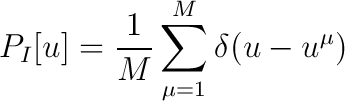 P_I[u] = \frac{1}{M} \sum_{\mu=1}^{M} \delta(u - u^{\mu})